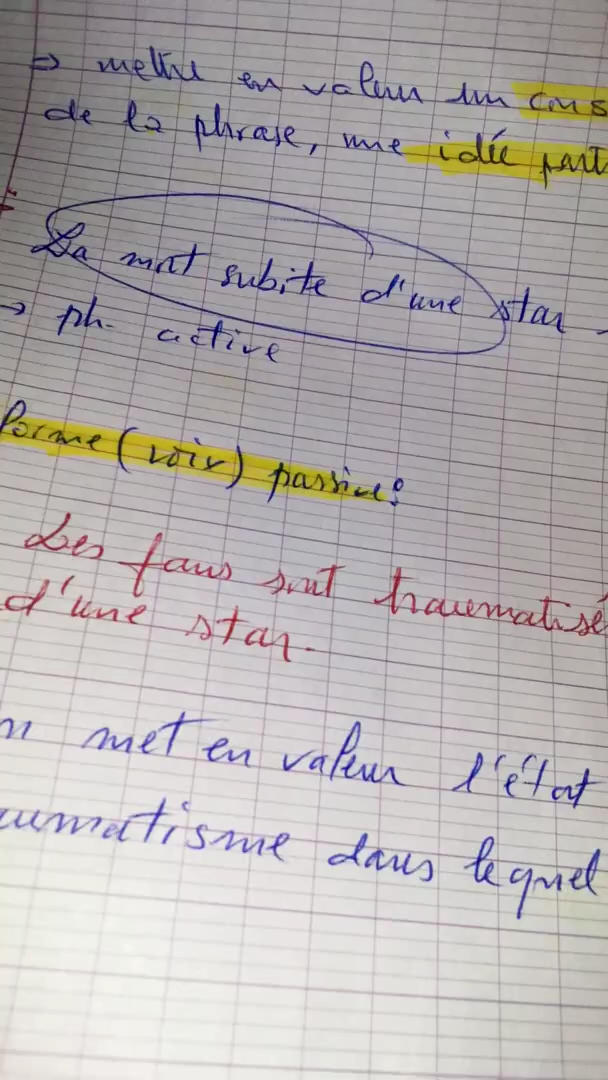 ⇒ mettre en valeur un cons
de la phrase, une idée part
La mort subite d'une star
→ ph. active
forme (voix) passive :
Les fans sont traumatisé
d'une star.
n met en valeur l'état
umatisme dans lequel